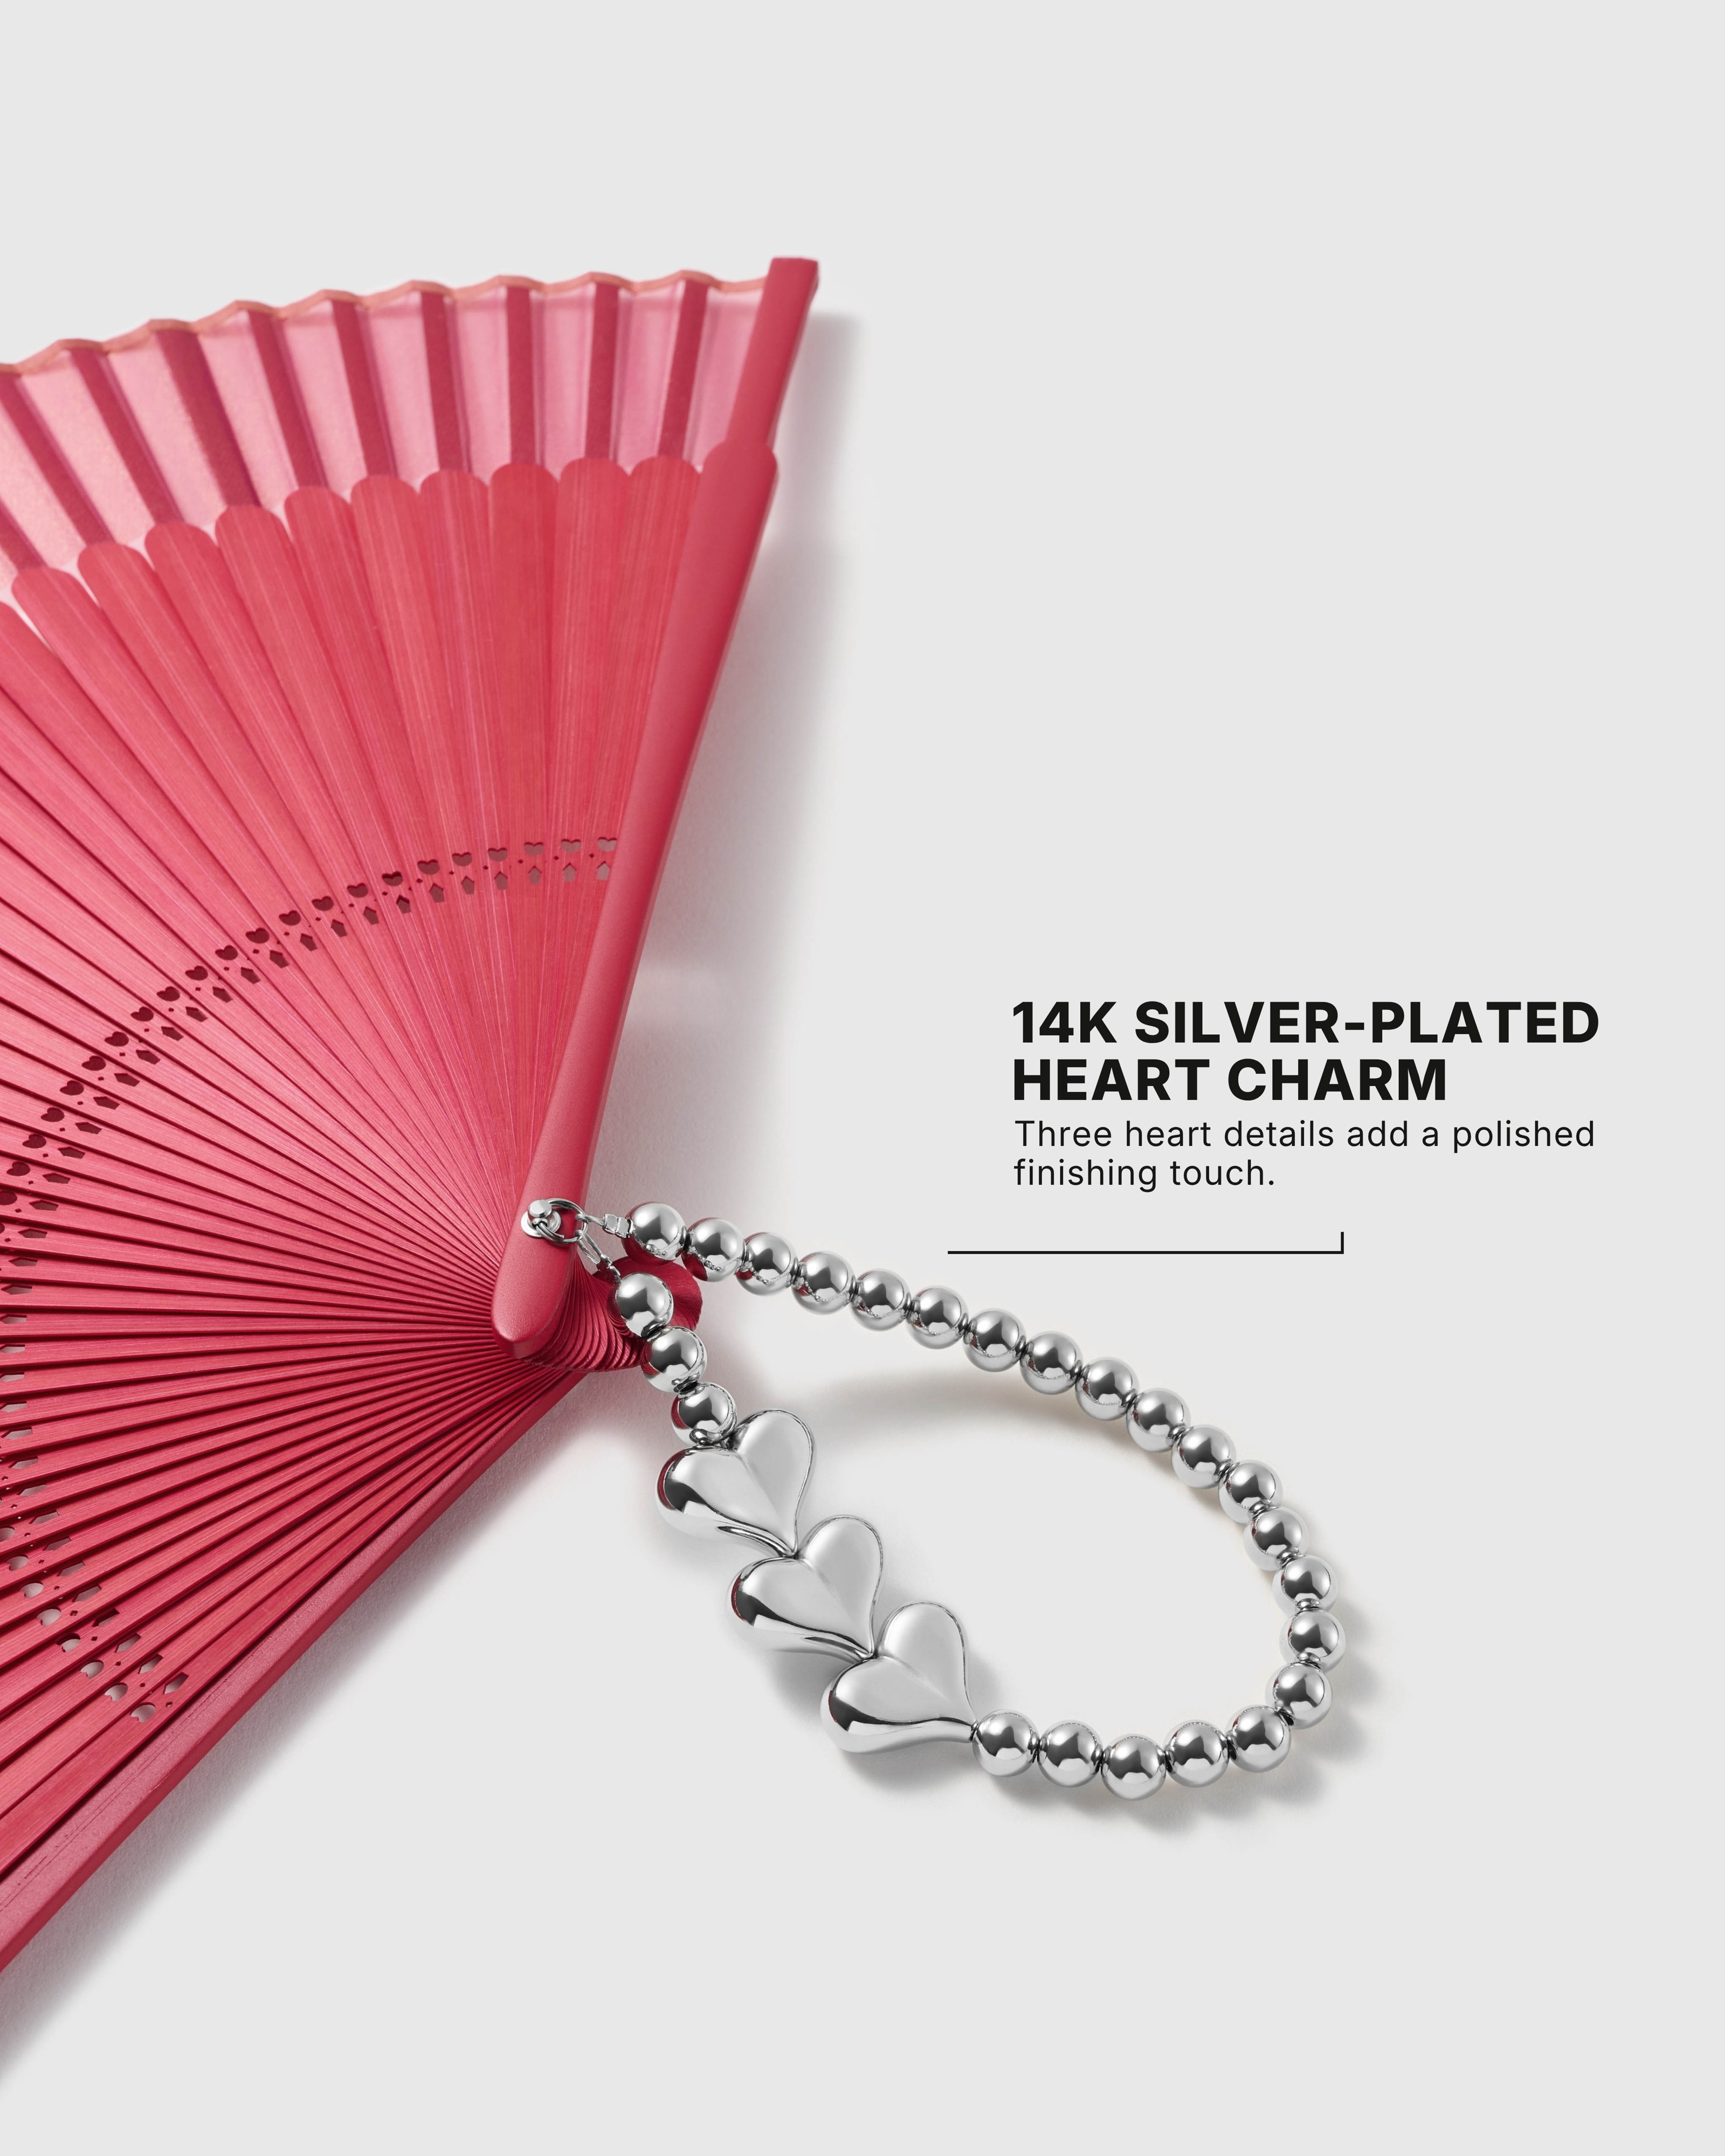 14K SILVER-PLATED
HEART CHARM
Three heart details add a polished
finishing touch.